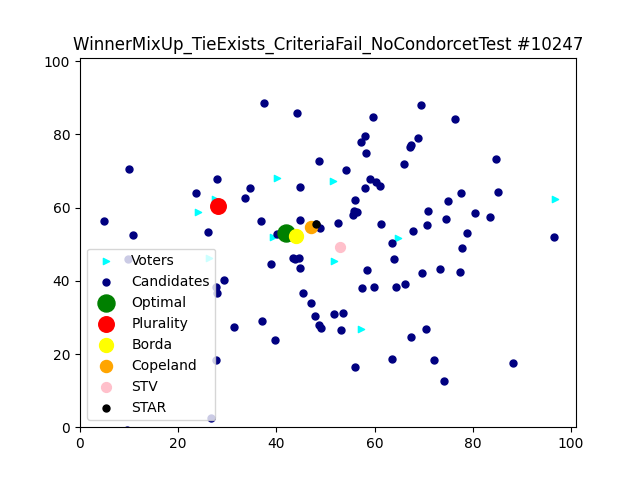 WinnerMixUp_TieExists_CriteriaFail_NoCondorcetTest #10247
100
80
60
40
20
0
Voters
Candidates
Optimal
Plurality
Borda
Copeland
STV
STAR
0 20 40 60 80 100